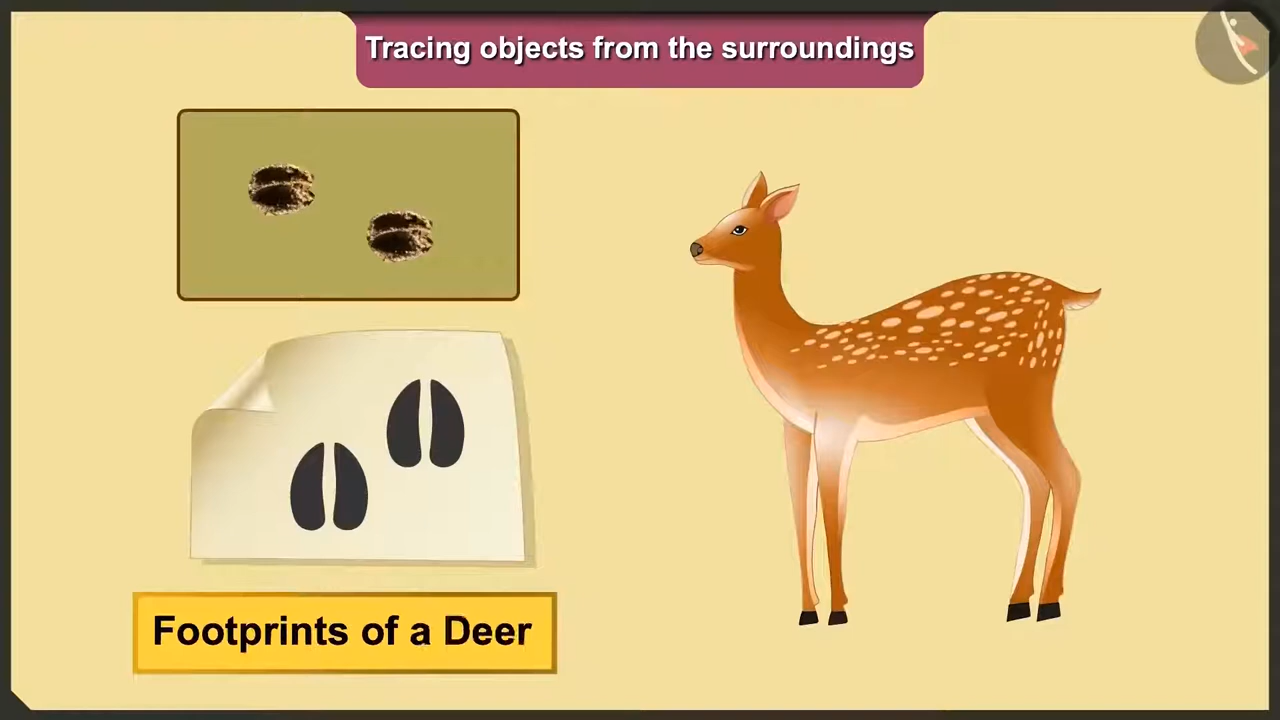 Tracing objects from the surroundings
Footprints of a Deer